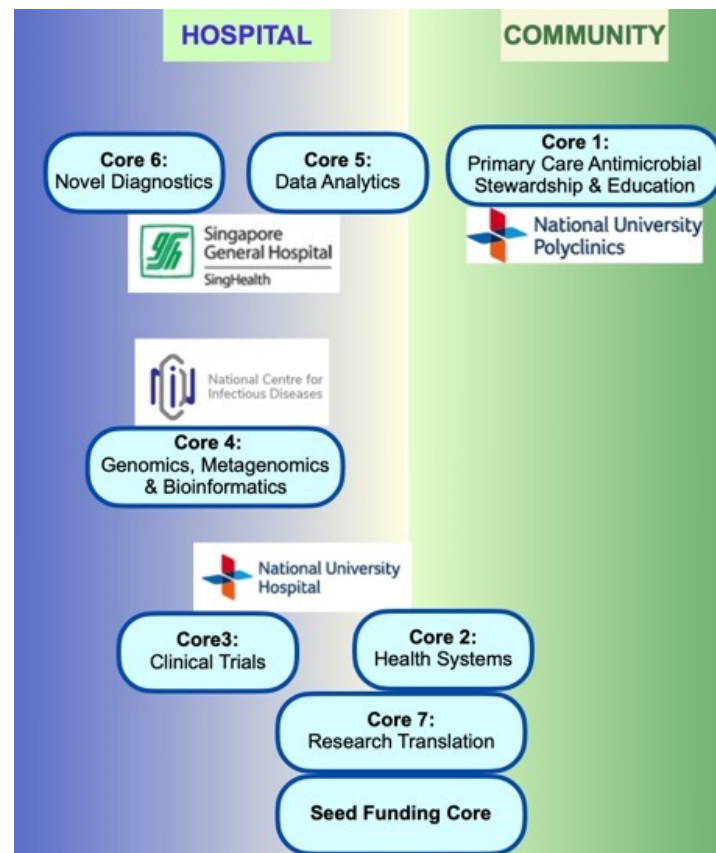 HOSPITAL
COMMUNITY
Core 6:
Novel Diagnostics
Core 5:
Data Analytics
Core 1:
Primary Care Antimicrobial
Stewardship & Education
Singapore
General Hospital
SingHealth
National University
Polyclinics
National Centre for
Infectious Diseases
Core 4:
Genomics, Metagenomics
& Bioinformatics
National University
Hospital
Core3:
Clinical Trials
Core 2:
Health Systems
Core 7:
Research Translation
Seed Funding Core